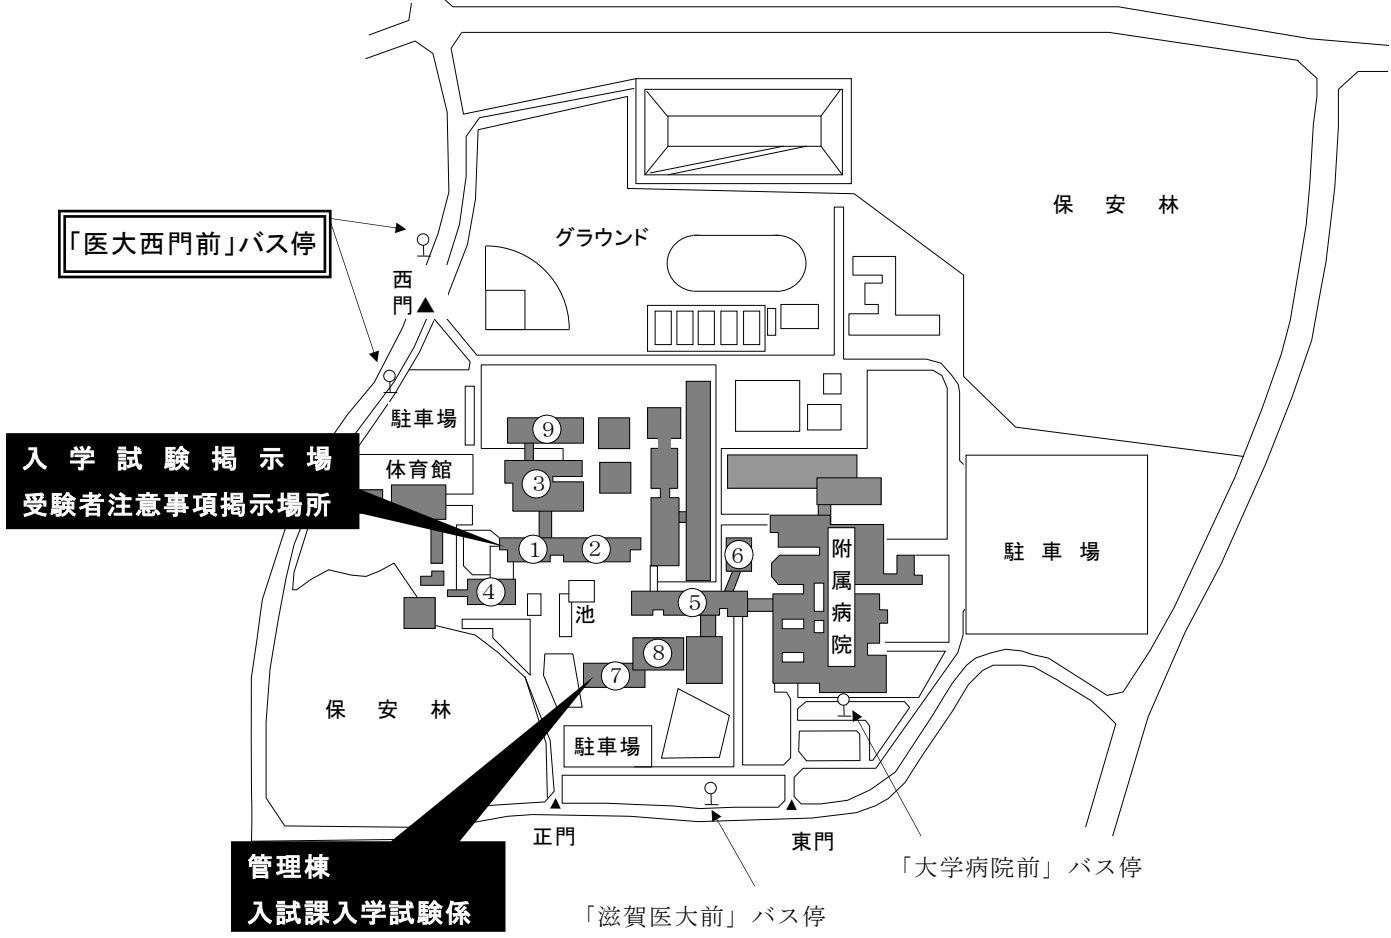 保安林
グラウンド
「医大西門前」バス停
西門
駐車場
⑨
入学試験掲示場
受験者注意事項掲示場所
体育館
③
①
②
⑥
附属病院
駐車場
④
⑤
池
⑧
⑦
保安林
駐車場
正門
東門
管理棟
入試課入学試験係
「大学病院前」バス停
「滋賀医大前」バス停